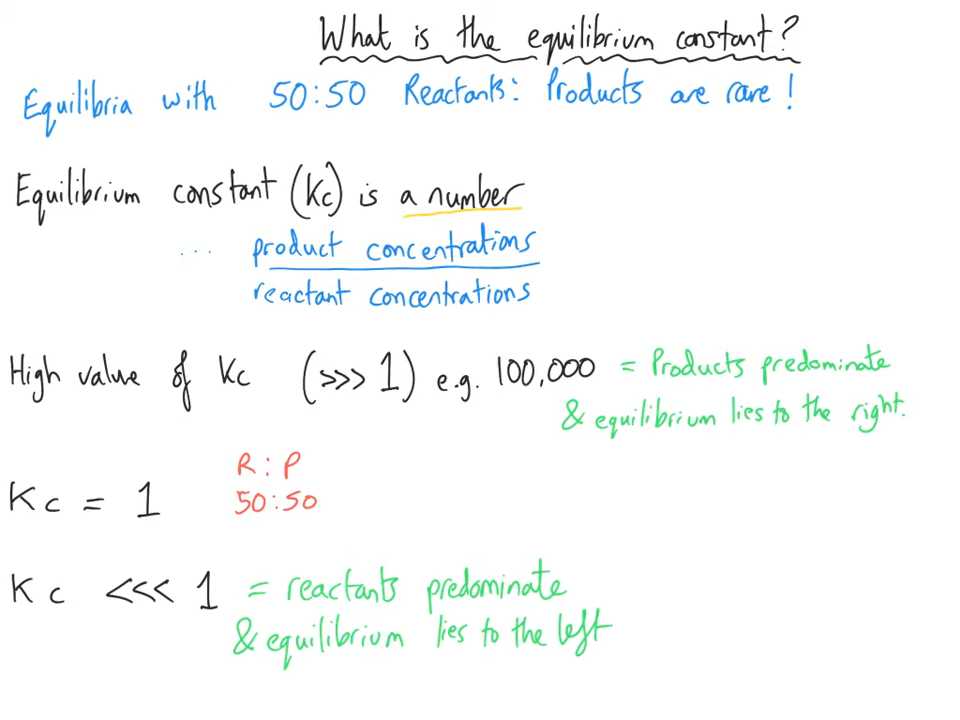 What is the equilibrium constant?
Equilibria with 50:50 Reactants: Products are rare!
Equilibrium constant (Kc) is a number
... product concentrations
reactant concentrations
High value of Kc (>>> 1) e.g. 100,000 = Products predominate
& equilibrium lies to the right.
R : P
Kc = 1 50:50
Kc <<< 1 = reactants predominate
& equilibrium lies to the left